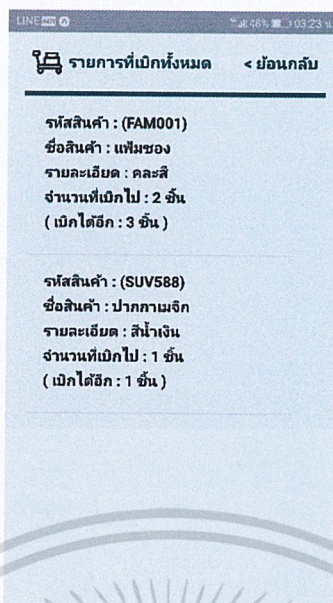 LINE 46% 03:23 น.
รายการที่เบิกทั้งหมด < ย้อนกลับ
รหัสสินค้า : (FAM001)
ชื่อสินค้า : แฟ้มซอง
รายละเอียด : คละสี
จำนวนที่เบิกไป : 2 ชิ้น
( เบิกได้อีก : 3 ชิ้น )
รหัสสินค้า : (SUV588)
ชื่อสินค้า : ปากกาเมจิก
รายละเอียด : สีน้ำเงิน
จำนวนที่เบิกไป : 1 ชิ้น
( เบิกได้อีก : 1 ชิ้น )